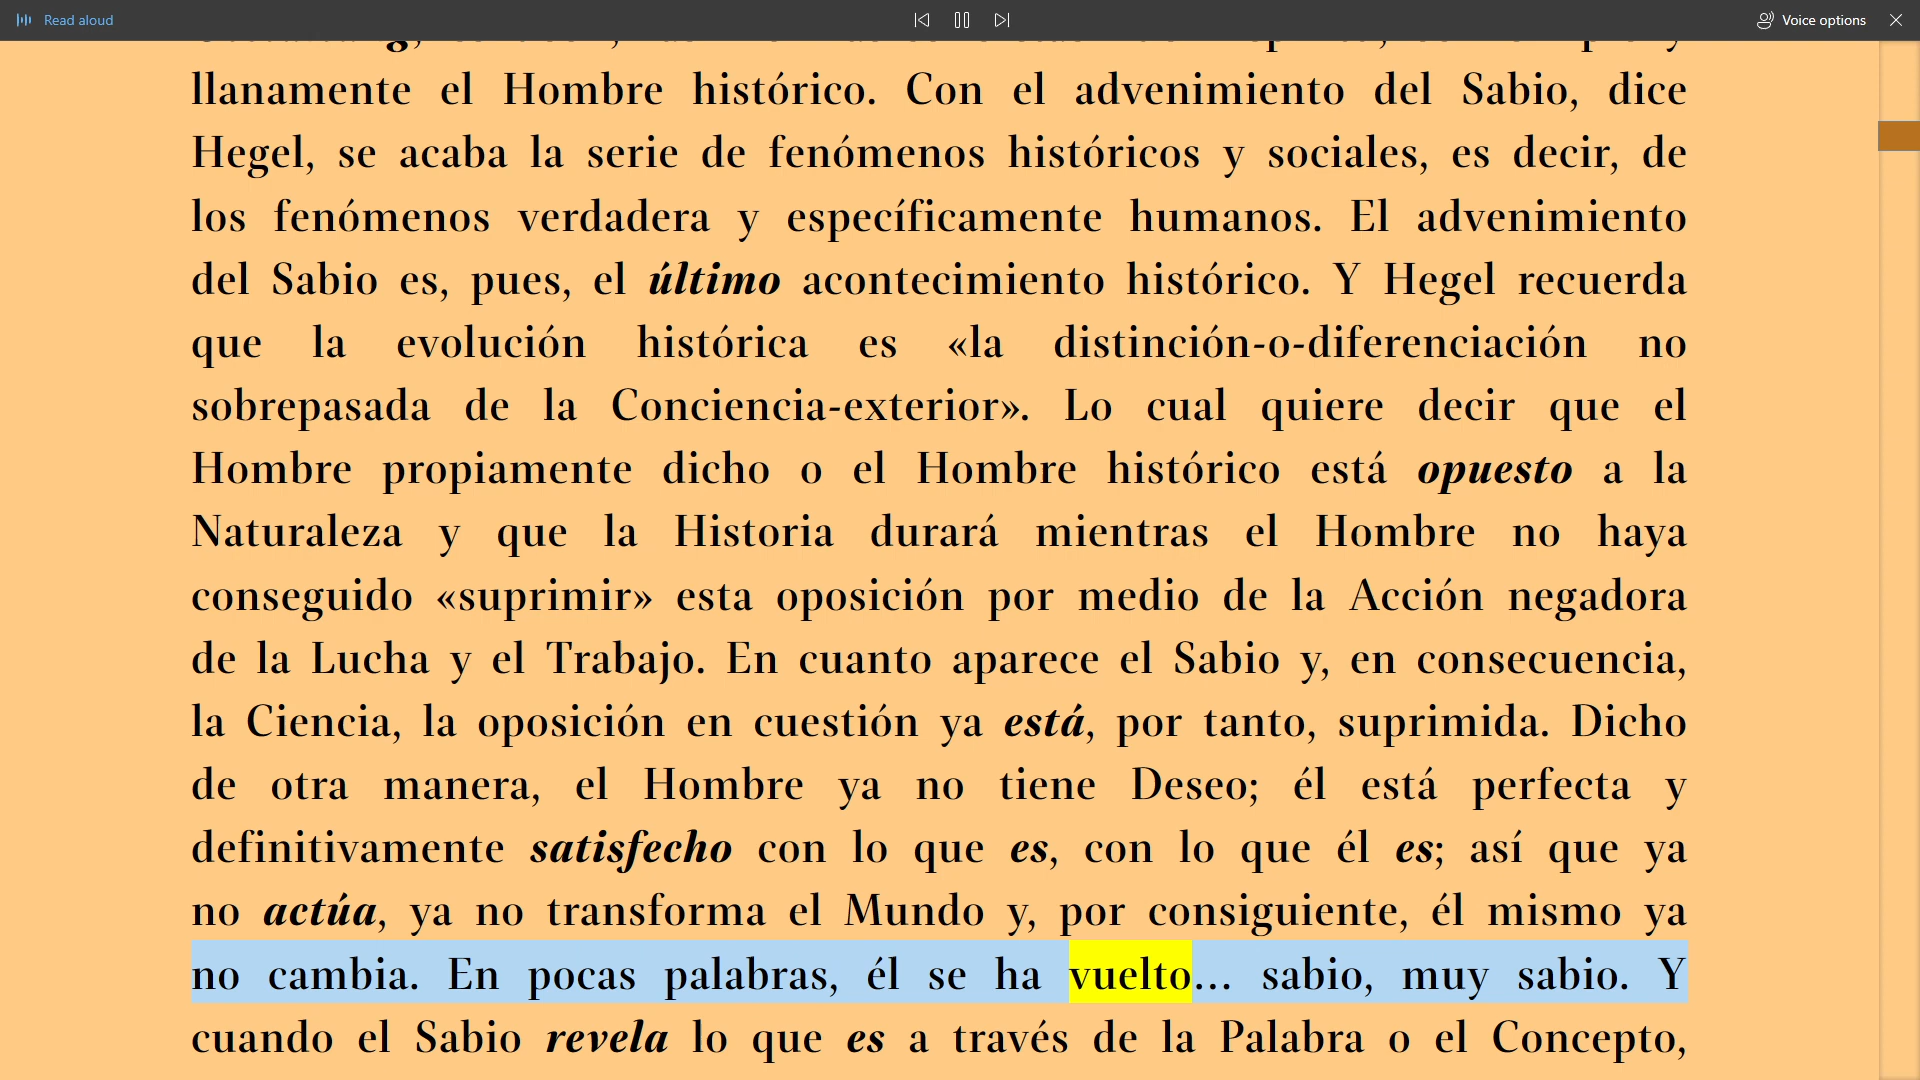 Read aloud
Voice options
llanamente el Hombre histórico. Con el advenimiento del Sabio, dice
Hegel, se acaba la serie de fenómenos históricos y sociales, es decir, de
los fenómenos verdadera y específicamente humanos. El advenimiento
del Sabio es, pues, el último acontecimiento histórico. Y Hegel recuerda
que la evolución histórica es «la distinción-o-diferenciación no
sobrepasada de la Conciencia-exterior». Lo cual quiere decir que el
Hombre propiamente dicho o el Hombre histórico está opuesto a la
Naturaleza y que la Historia durará mientras el Hombre no haya
conseguido «suprimir» esta oposición por medio de la Acción negadora
de la Lucha y el Trabajo. En cuanto aparece el Sabio y, en consecuencia,
la Ciencia, la oposición en cuestión ya está, por tanto, suprimida. Dicho
de otra manera, el Hombre ya no tiene Deseo; él está perfecta y
definitivamente satisfecho con lo que es, con lo que él es; así que ya
no actúa, ya no transforma el Mundo y, por consiguiente, él mismo ya
no cambia. En pocas palabras, él se ha vuelto... sabio, muy sabio. Y
cuando el Sabio revela lo que es a través de la Palabra o el Concepto,